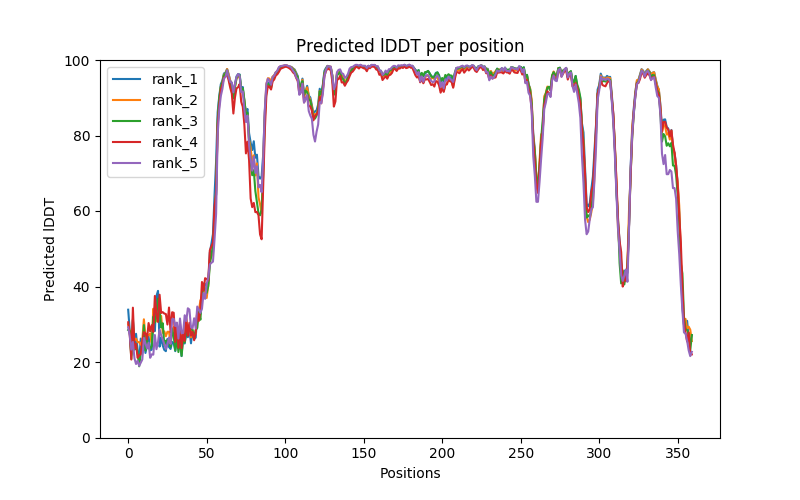 Predicted lDDT per position
100
80
60
40
20
0
Predicted lDDT
rank_1
rank_2
rank_3
rank_4
rank_5
0 50 100 150 200 250 300 350
Positions